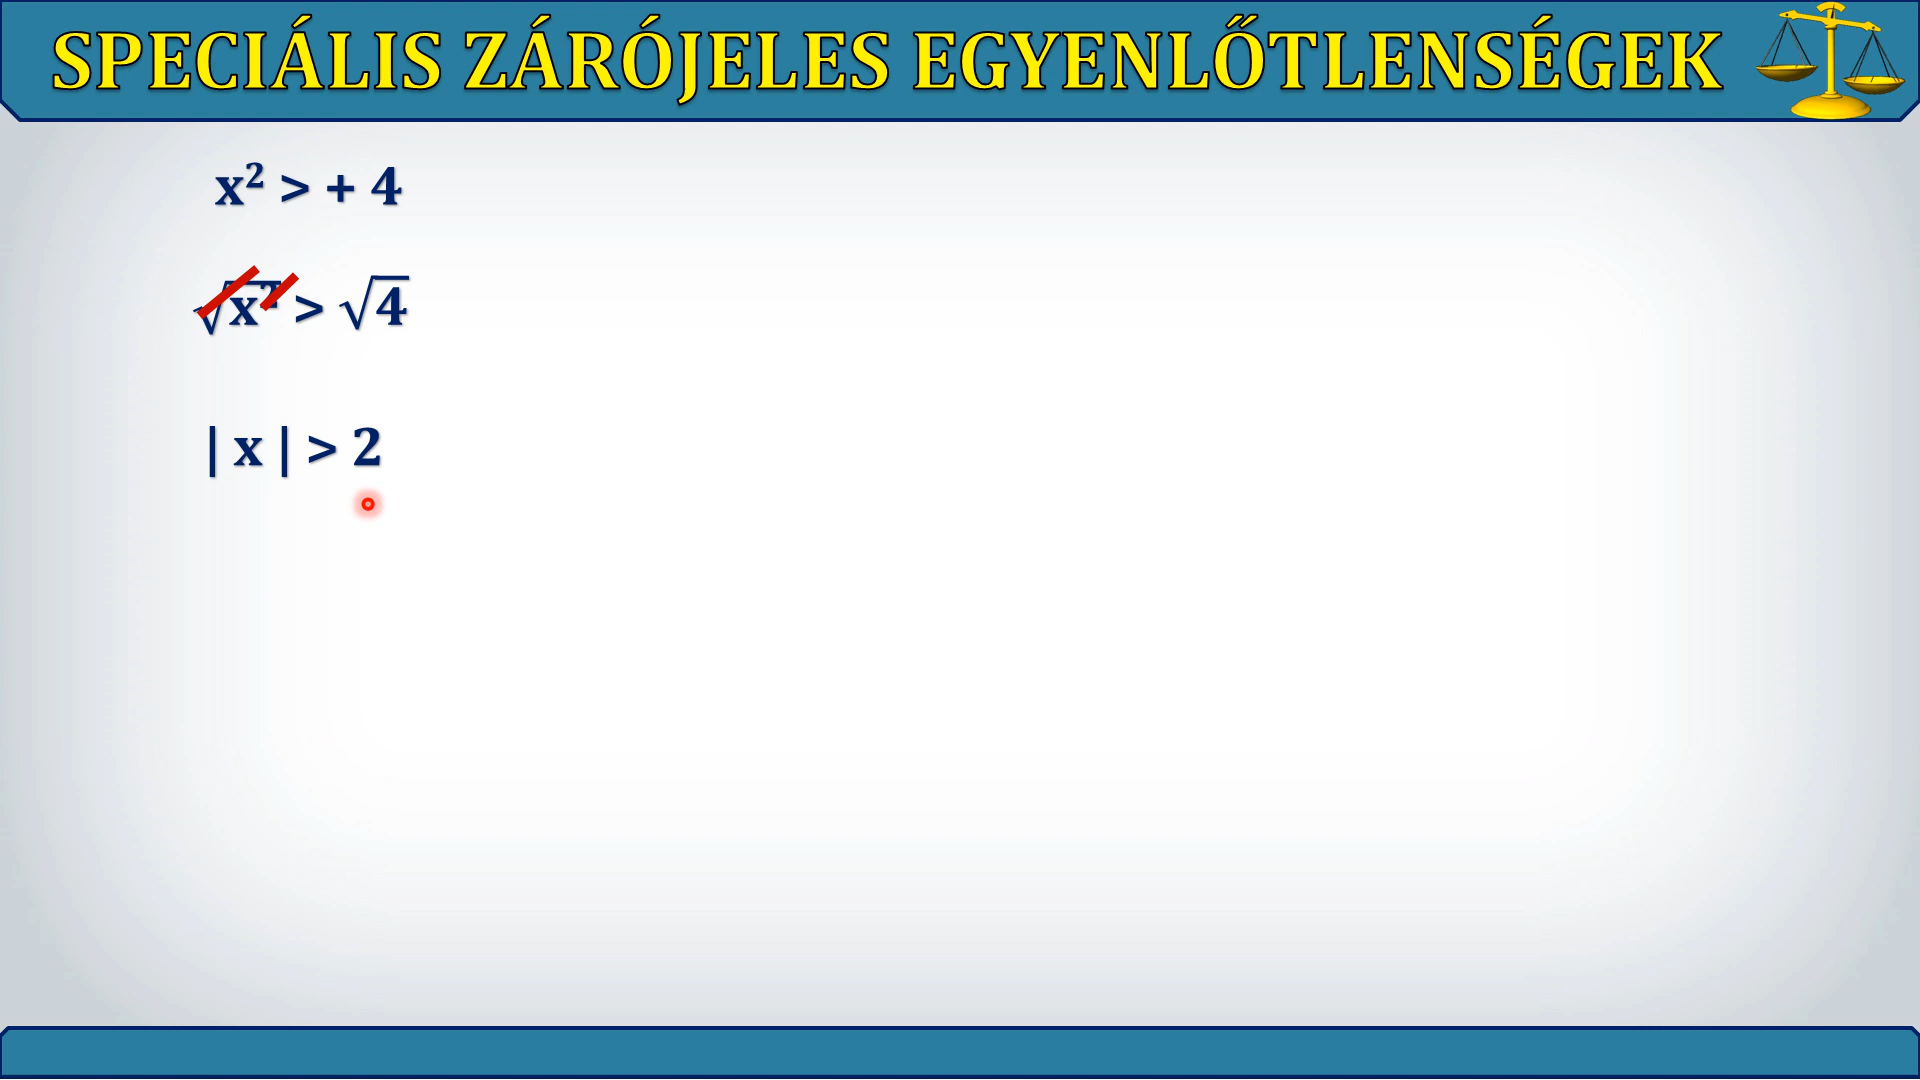 SPECIÁLIS ZÁRÓJELES EGYENLŐTLENSÉGEK
x² > + 4
√x² > √4
| x | > 2